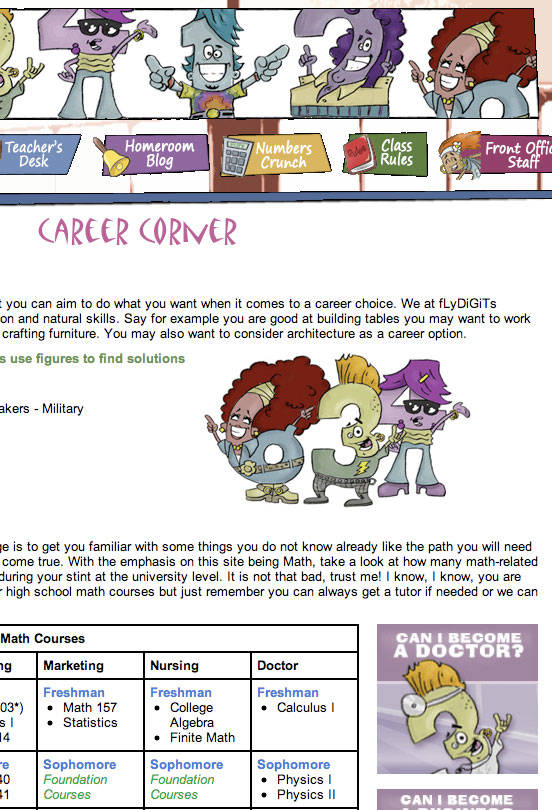 Teacher's
Desk
Homeroom
Blog
Numbers
Crunch
Rules
Class
Rules
Front Offic
Staff
CAREER CORNER
t you can aim to do what you want when it comes to a career choice. We at fLyDiGiTs
on and natural skills. Say for example you are good at building tables you may want to work
crafting furniture. You may also want to consider architecture as a career option.
s use figures to find solutions
akers - Military
ge is to get you familiar with some things you do not know already like the path you will need
come true. With the emphasis on this site being Math, take a look at how many math-related
during your stint at the university level. It is not that bad, trust me! I know, I know, you are
r high school math courses but just remember you can always get a tutor if needed or we can
Math Courses
ng Marketing Nursing Doctor
Freshman Freshman Freshman
03*) • Math 157 • College • Calculus I
s I • Statistics Algebra
14 • Finite Math
re Sophomore Sophomore Sophomore
40 Foundation Foundation • Physics I
41 Courses Courses • Physics II
CAN I BECOME
A DOCTOR?
CAN I BECOME